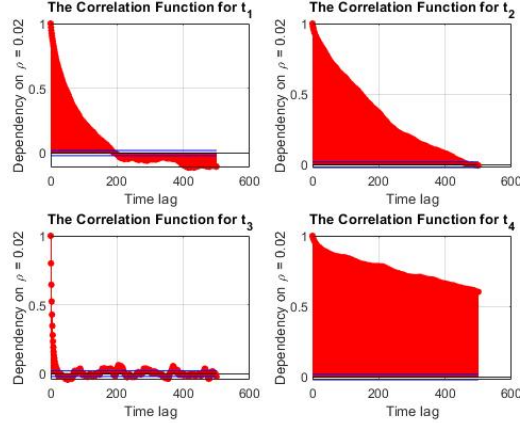 The Correlation Function for t₁
Dependency on ρ = 0.02
1
0.5
0
0 200 400 600
Time lag
The Correlation Function for t₂
Dependency on ρ = 0.02
1
0.5
0
0 200 400 600
Time lag
The Correlation Function for t₃
Dependency on ρ = 0.02
1
0.5
0
0 200 400 600
Time lag
The Correlation Function for t₄
Dependency on ρ = 0.02
1
0.5
0
0 200 400 600
Time lag